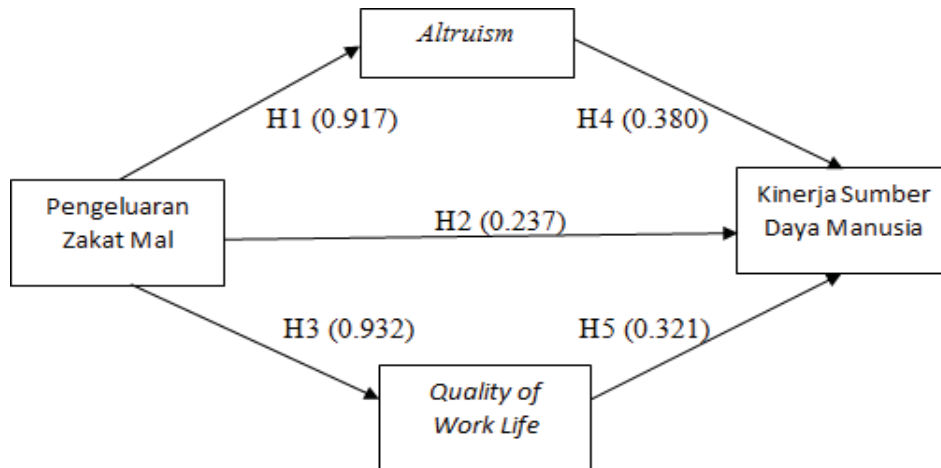 Altruism
H1 (0.917)
H4 (0.380)
Pengeluaran
Zakat Mal
H2 (0.237)
Kinerja Sumber
Daya Manusia
H3 (0.932)
H5 (0.321)
Quality of
Work Life